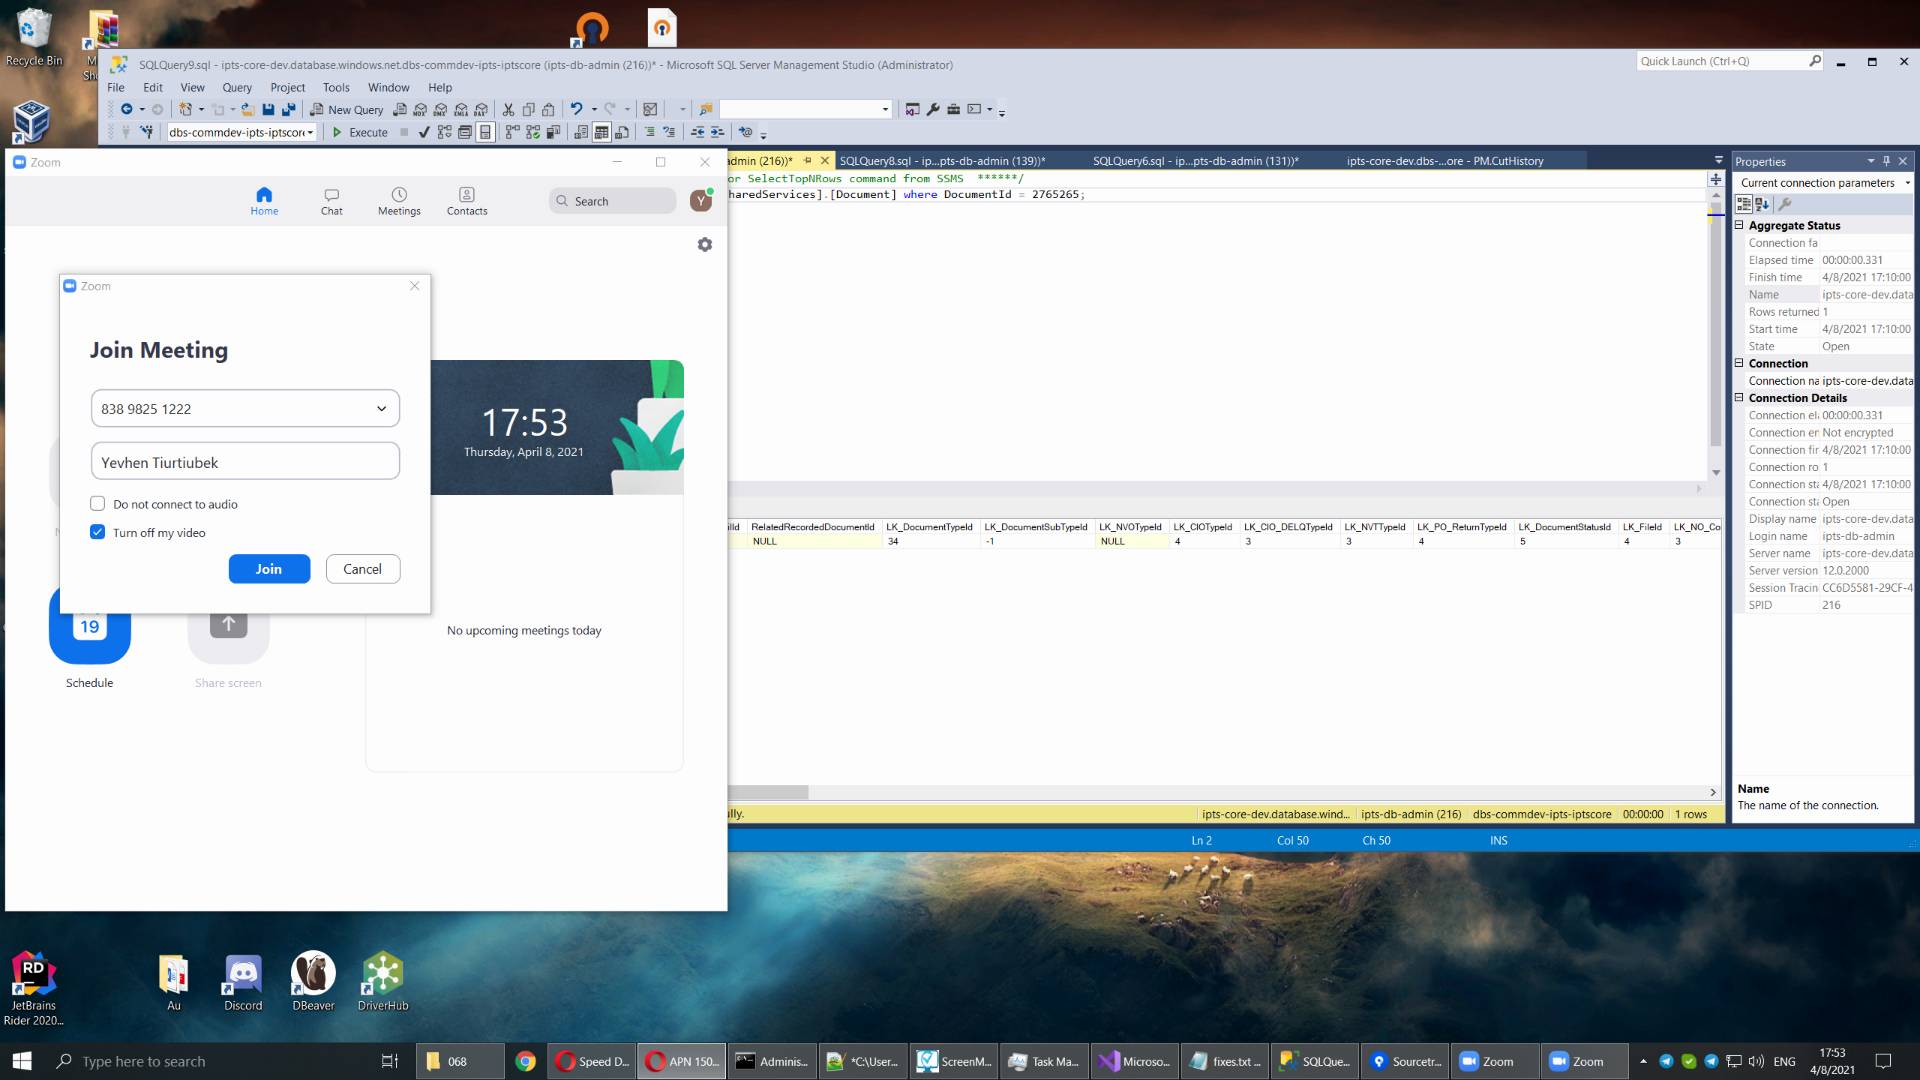 Recycle Bin
SQLQuery9.sql - ipts-core-dev.database.windows.net.dbs-commdev-ipts-iptscore (ipts-db-admin (216))* - Microsoft SQL Server Management Studio (Administrator)
Quick Launch (Ctrl+Q)
File Edit View Query Project Tools Window Help
New Query
dbs-commdev-ipts-iptscore
Execute
Zoom
dmin (216))*
SQLQuery8.sql - ip...pts-db-admin (139))*
SQLQuery6.sql - ip...pts-db-admin (131))*
ipts-core-dev.dbs-...ore - PM.CutHistory
or SelectTopNRows command from SSMS ******/
haredServices].[Document] where DocumentId = 2765265;
Home
Chat
Meetings
Contacts
Search
Y
Zoom
Join Meeting
838 9825 1222
Yevhen Tiurtiubek
Do not connect to audio
Turn off my video
Join
Cancel
17:53
Thursday, April 8, 2021
No upcoming meetings today
19
Schedule
Share screen
RelatedRecordedDocumentId LK_DocumentTypeId LK_DocumentSubTypeId LK_NVOTypeId LK_CIOTypeId LK_CIO_DELQTypeId LK_NVTTypeId LK_PO_ReturnTypeId LK_DocumentStatusId LK_FileId LK_NO_Co
NULL 34 -1 NULL 4 3 3 4 5 4 3
lly.
ipts-core-dev.database.wind... ipts-db-admin (216) dbs-commdev-ipts-iptscore 00:00:00 1 rows
Ln 2 Col 50 Ch 50 INS
Properties
Current connection parameters
Aggregate Status
Connection fa
Elapsed time 00:00:00.331
Finish time 4/8/2021 17:10:00
Name ipts-core-dev.data
Rows returned 1
Start time 4/8/2021 17:10:00
State Open
Connection
Connection na ipts-core-dev.data
Connection Details
Connection el 00:00:00.331
Connection en Not encrypted
Connection fin 4/8/2021 17:10:00
Connection ro 1
Connection sta 4/8/2021 17:10:00
Connection sta Open
Display name ipts-core-dev.data
Login name ipts-db-admin
Server name ipts-core-dev.data
Server version 12.0.2000
Session Tracin CC6D5581-29CF-4
SPID 216
Name
The name of the connection.
JetBrains
Rider 2020...
Au
Discord
DBeaver
DriverHub
Type here to search
068
Speed D...
APN 150...
Adminis...
*C:\User...
ScreenM...
Task Ma...
Microso...
fixes.txt ...
SQLQue...
Sourcetr...
Zoom
Zoom
ENG
17:53
4/8/2021